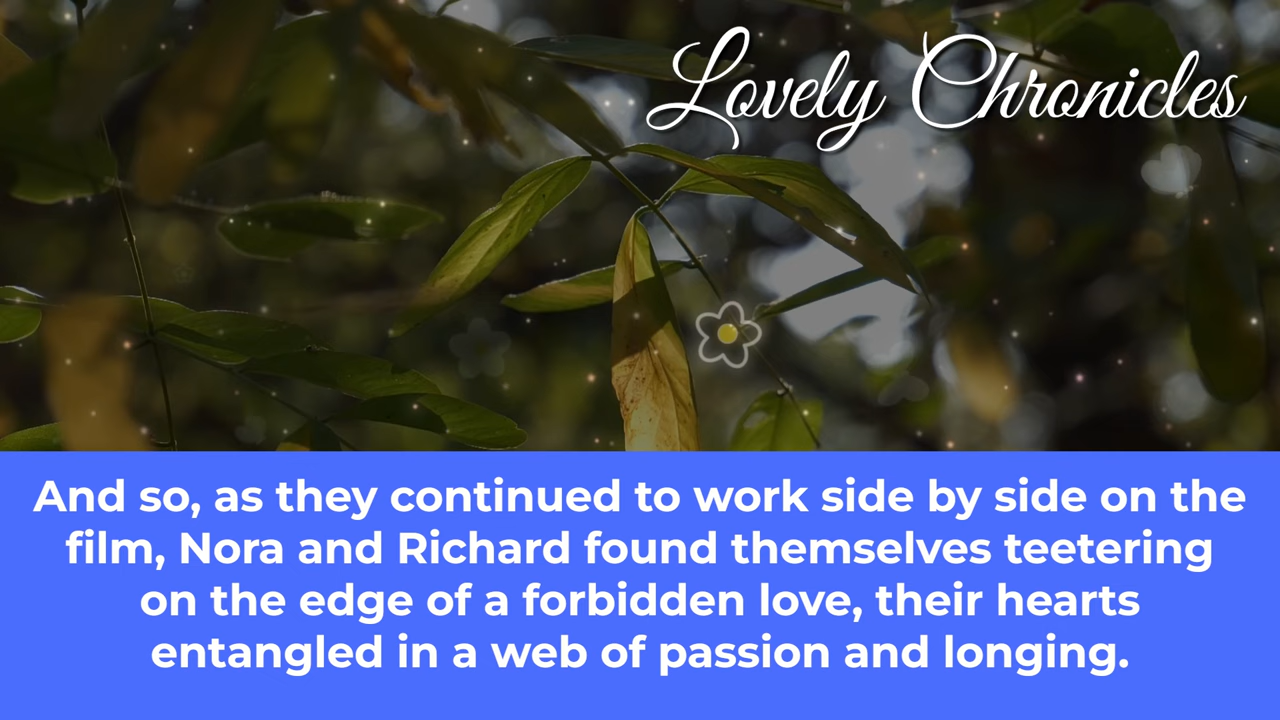 Lovely Chronicles
And so, as they continued to work side by side on the
film, Nora and Richard found themselves teetering
on the edge of a forbidden love, their hearts
entangled in a web of passion and longing.